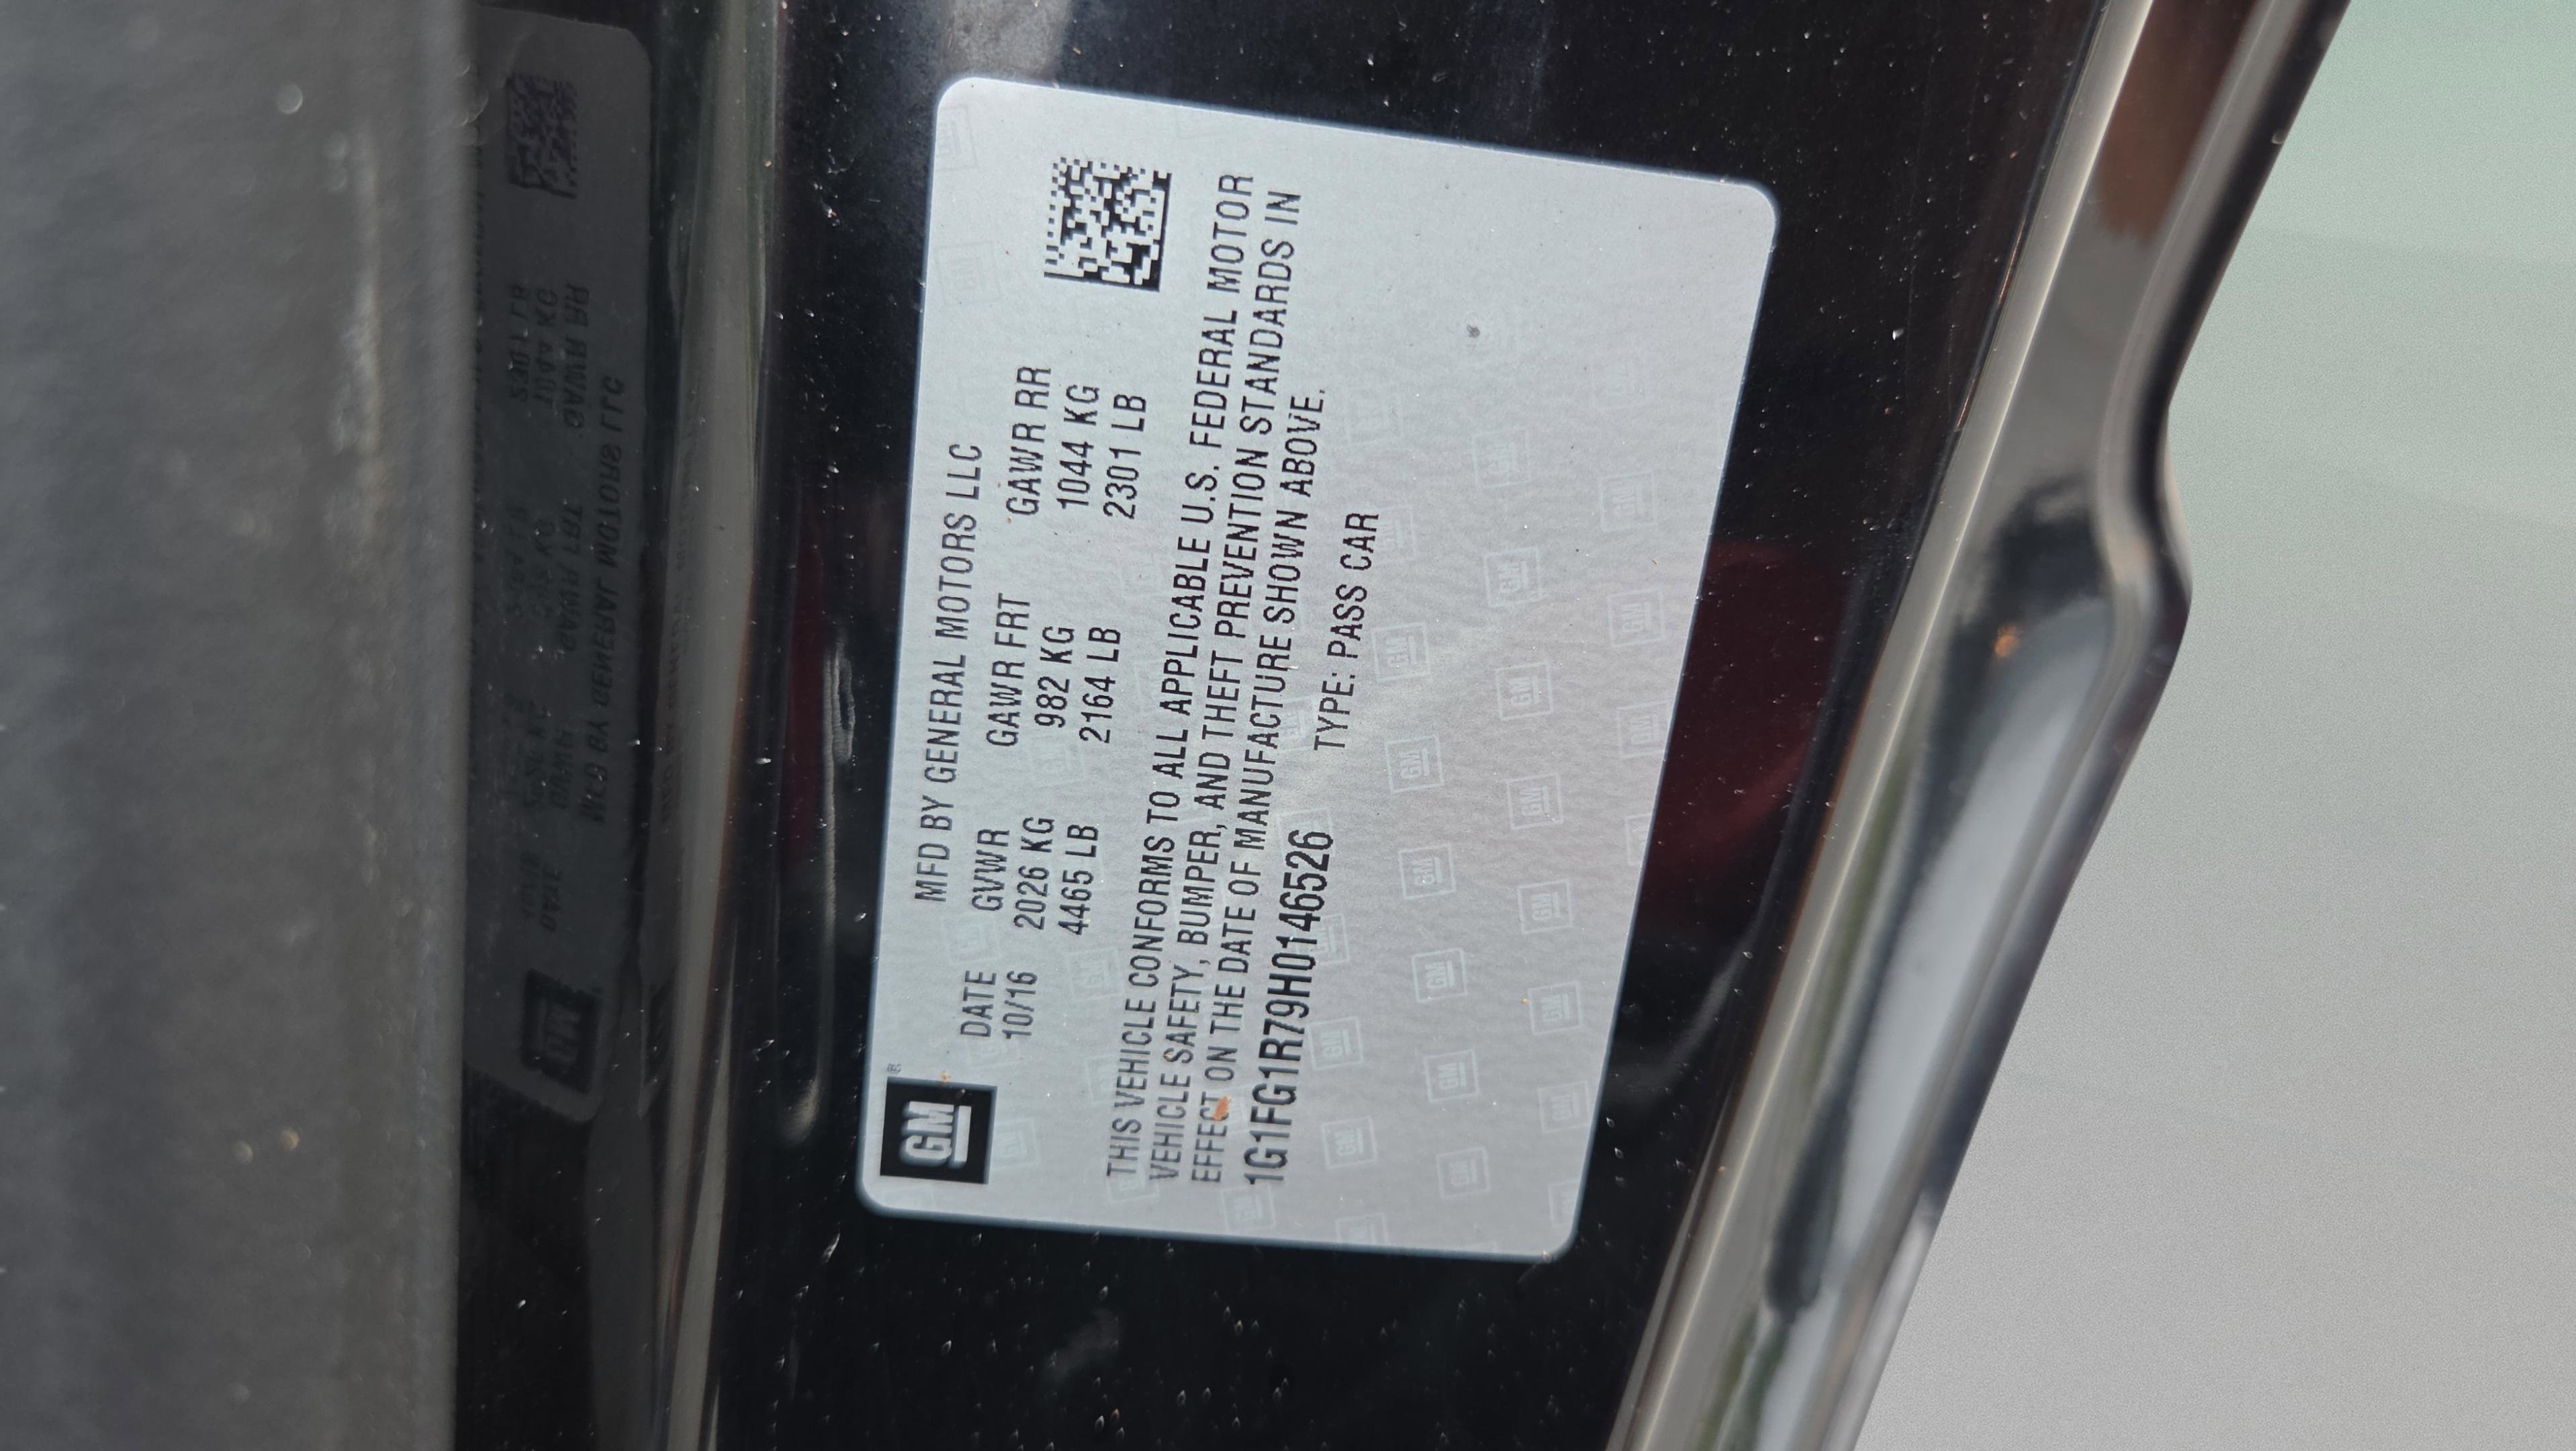 GM®
MFD BY GENERAL MOTORS LLC
DATE GVWR GAWR FRT GAWR RR
10/16 2026 KG 982 KG 1044 KG
4465 LB 2164 LB 2301 LB
THIS VEHICLE CONFORMS TO ALL APPLICABLE U.S. FEDERAL MOTOR
VEHICLE SAFETY, BUMPER, AND THEFT PREVENTION STANDARDS IN
EFFECT ON THE DATE OF MANUFACTURE SHOWN ABOVE.
1G1FG1R79H0146526 TYPE: PASS CAR